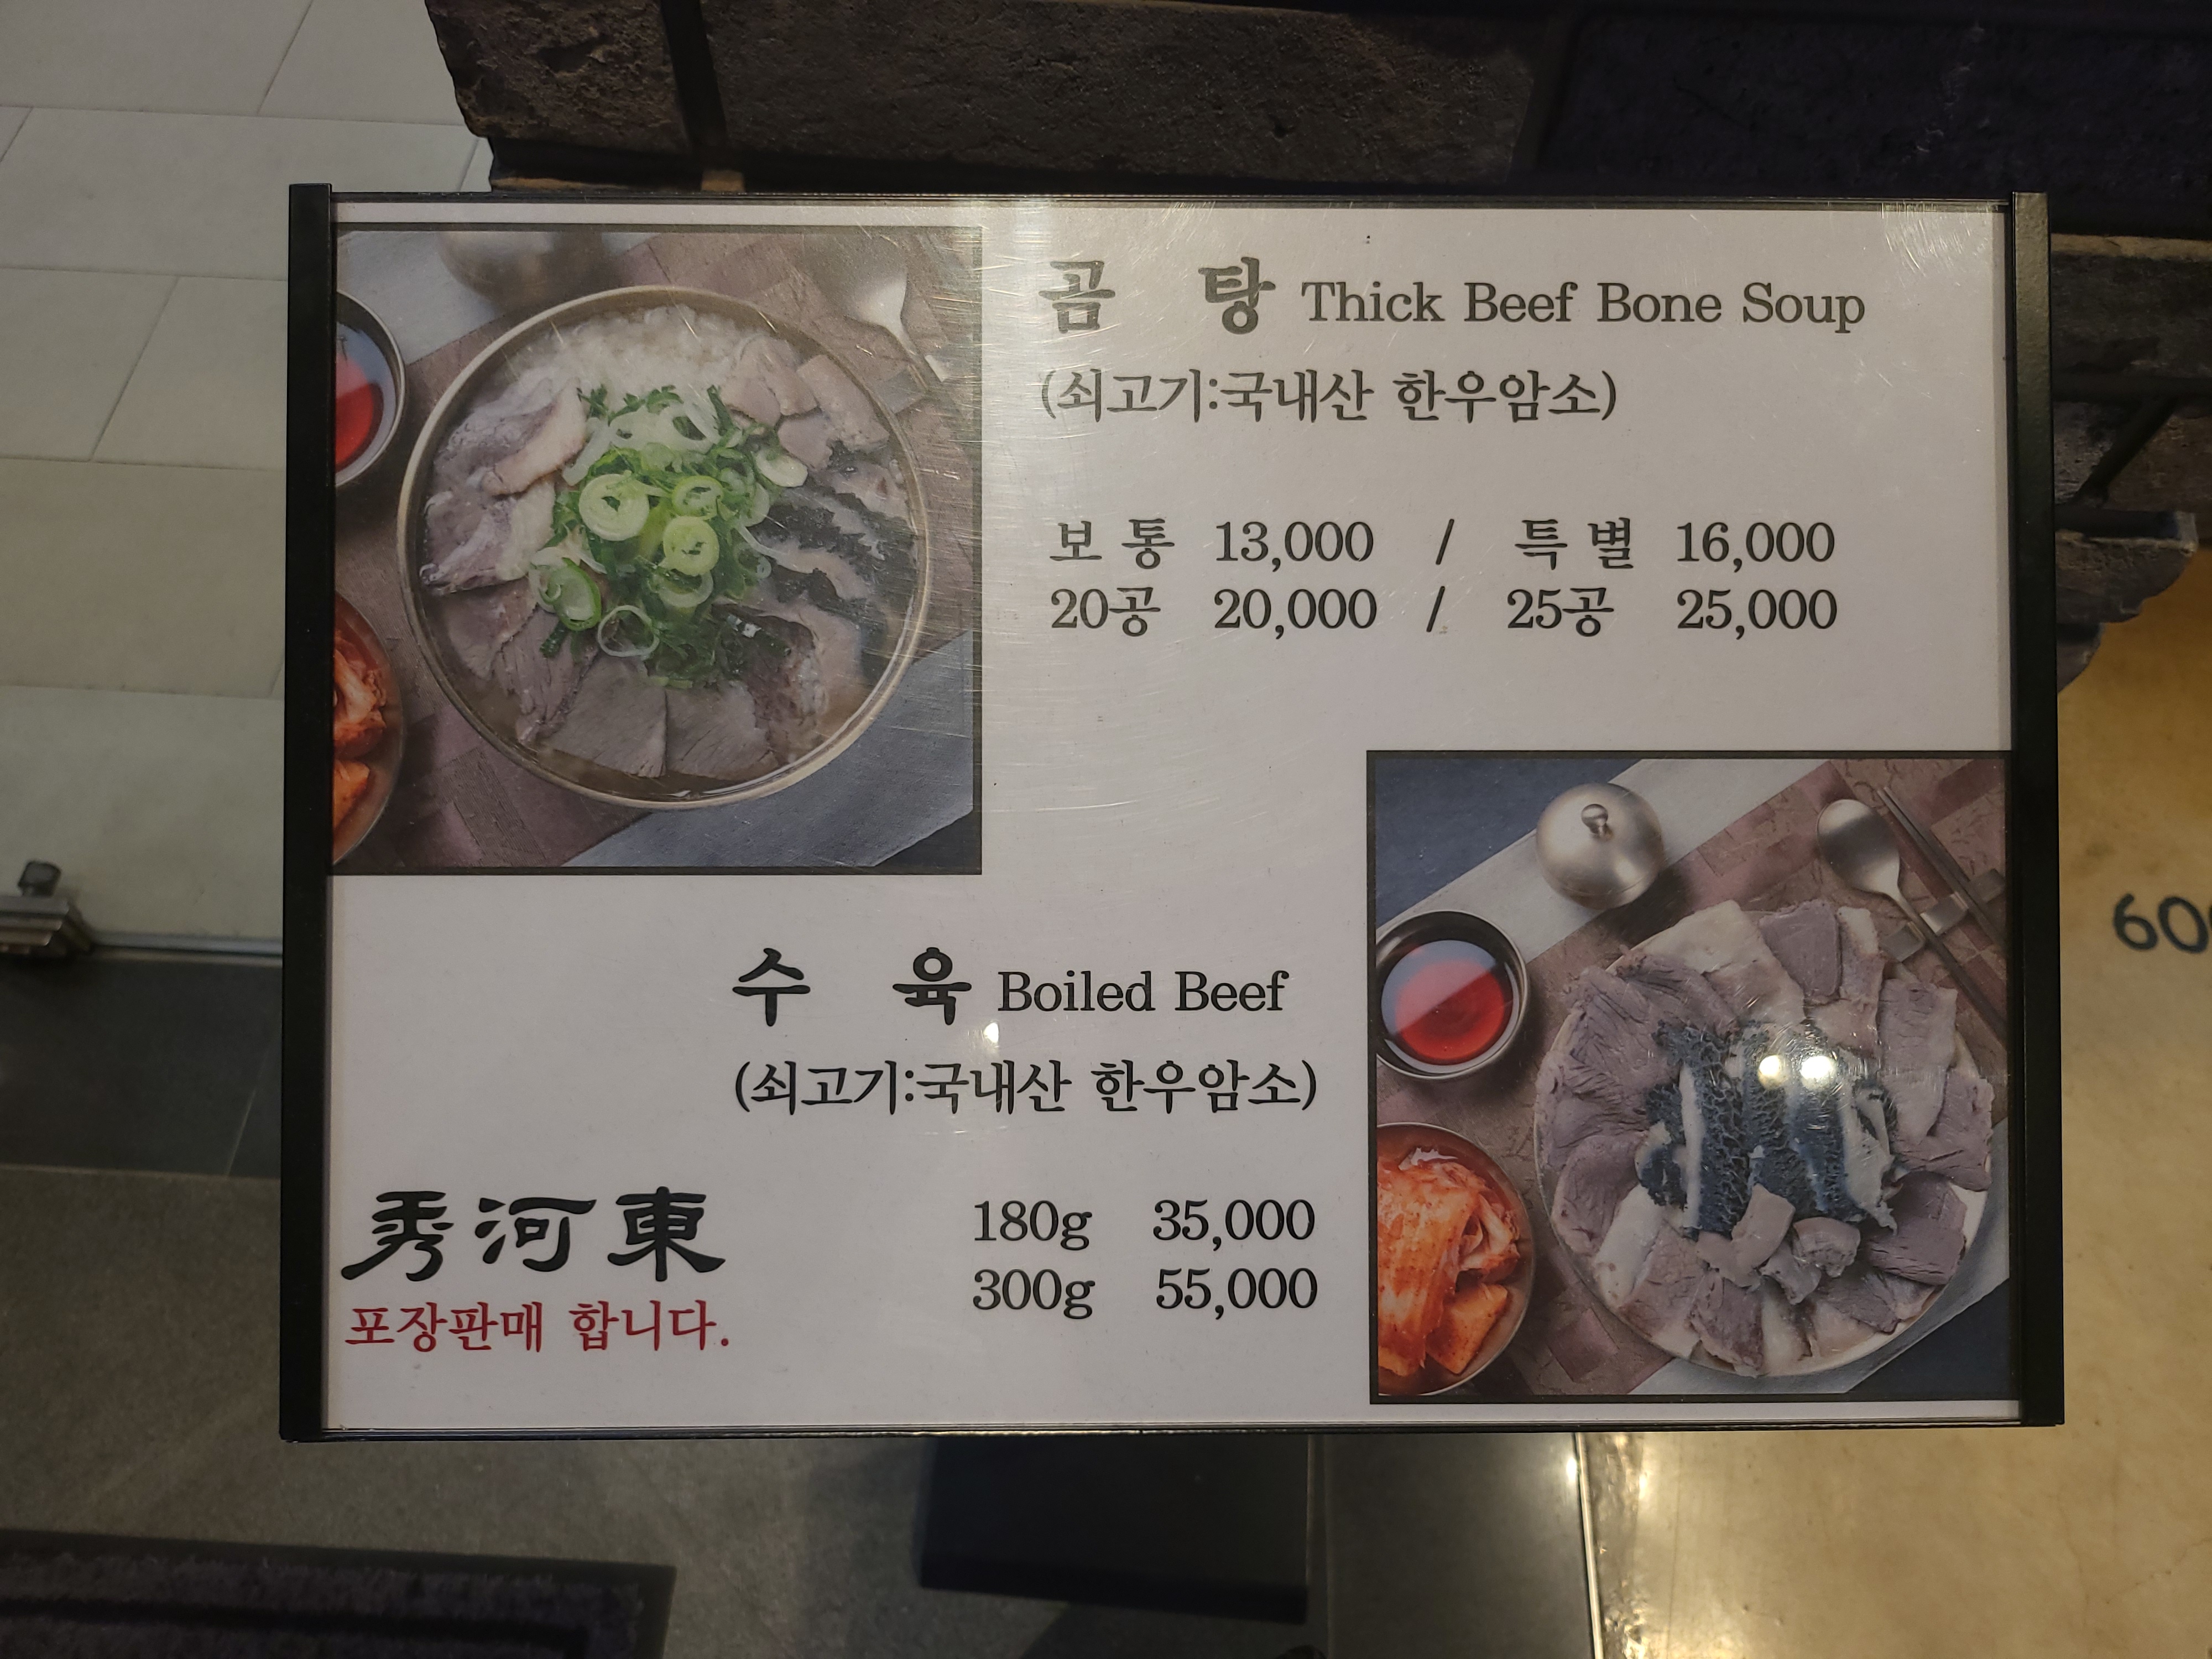 곰 탕 Thick Beef Bone Soup
(쇠고기:국내산 한우암소)
보 통 13,000 / 특 별 16,000
20공 20,000 / 25공 25,000
수 육 Boiled Beef
(쇠고기:국내산 한우암소)
180g 35,000
300g 55,000
秀河東
포장판매 합니다.